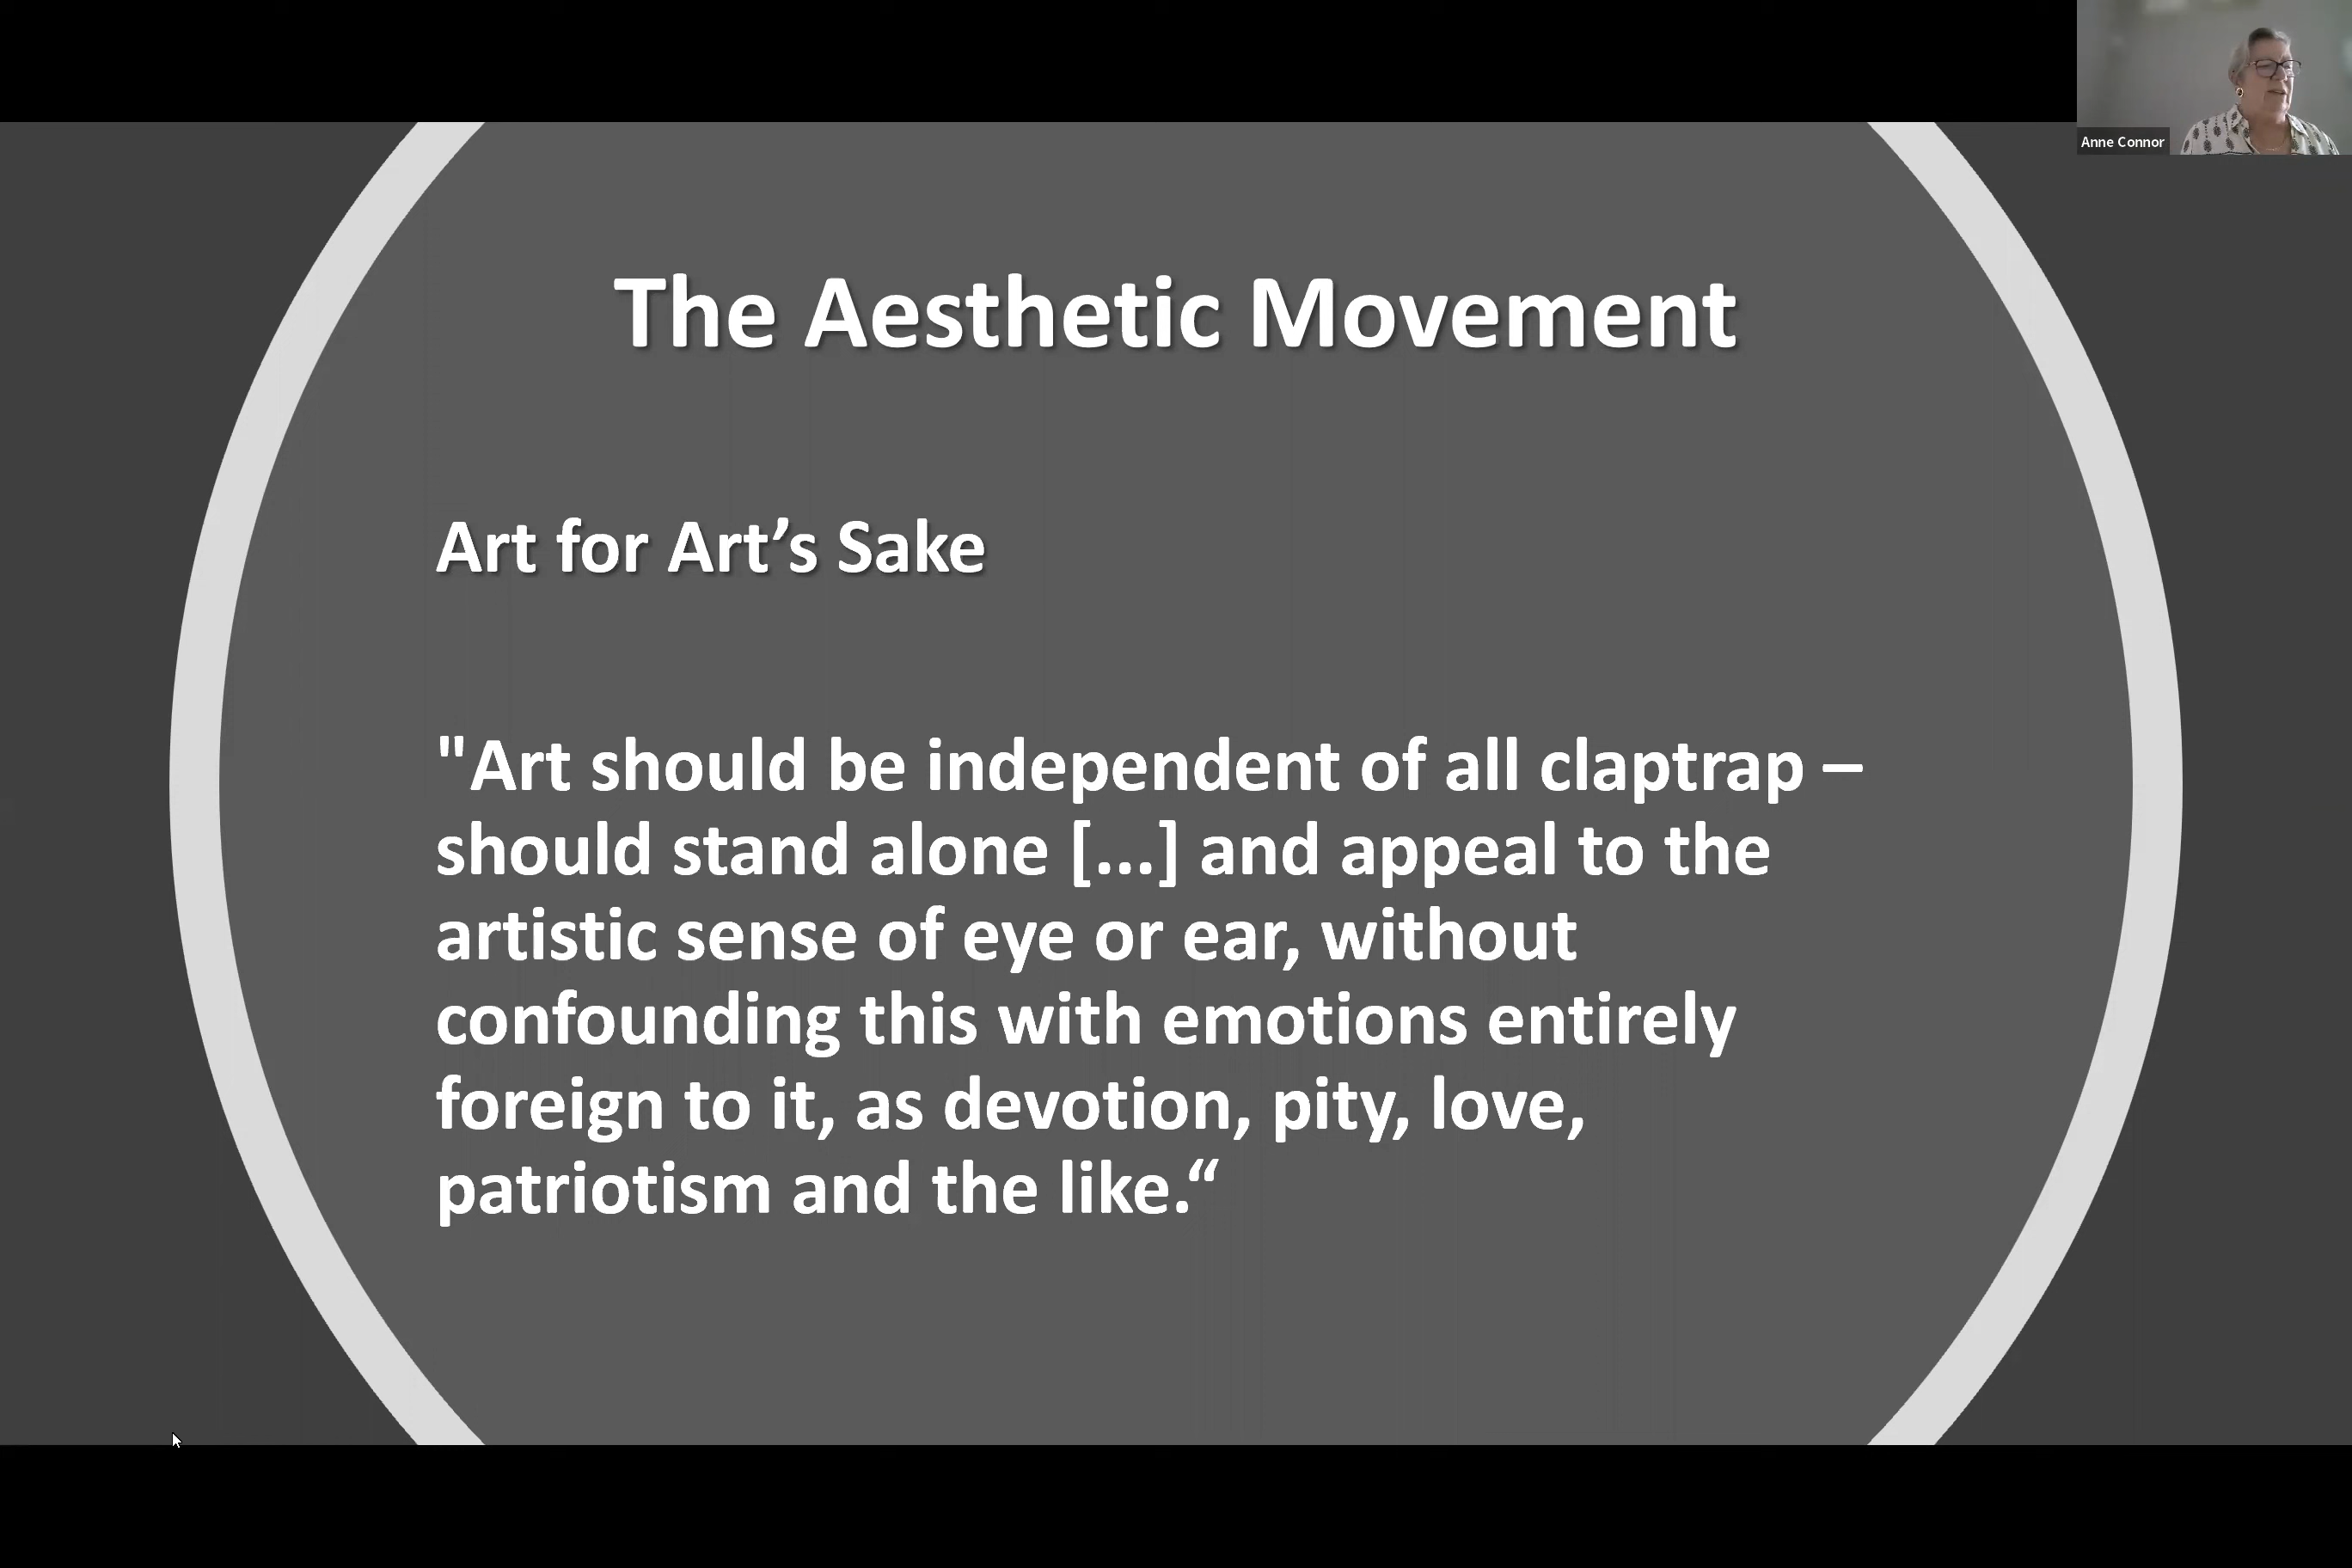 Anne Connor
The Aesthetic Movement
Art for Art’s Sake
"Art should be independent of all claptrap –
should stand alone [...] and appeal to the
artistic sense of eye or ear, without
confounding this with emotions entirely
foreign to it, as devotion, pity, love,
patriotism and the like.“